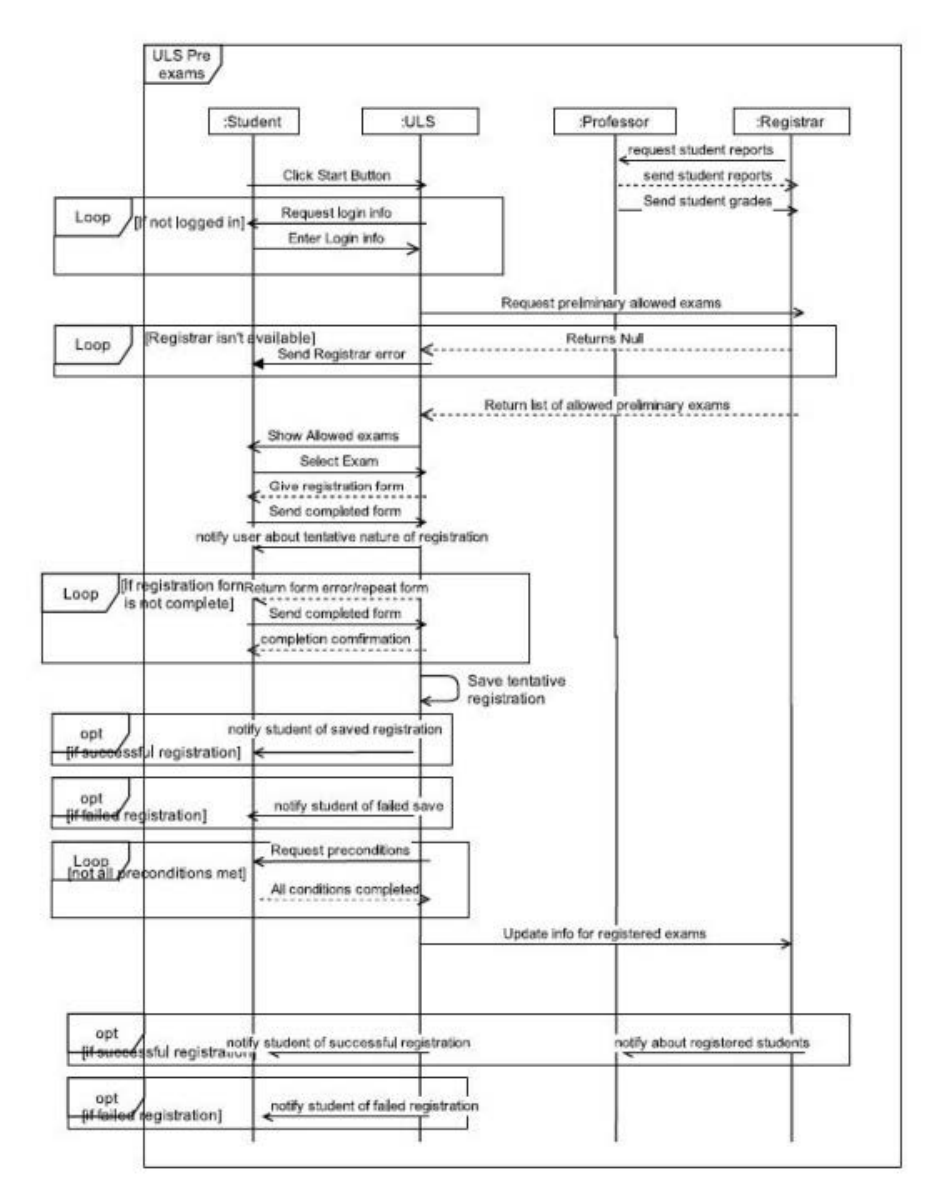 ULS Pre
exams
:Student
:ULS
:Professor
:Registrar
request student reports
Click Start Button
send student reports
Send student grades
Loop
[If not logged in]
Request login info
Enter Login info
Request preliminary allowed exams
Loop
[Registrar isn't available]
Returns Null
Send Registrar error
Return list of allowed preliminary exams
Show Allowed exams
Select Exam
Give registration form
Send completed form
notify user about tentative nature of registration
Loop
[If registration form
is not complete]
Return form error/repeat form
Send completed form
completion comfirmation
Save tentative
registration
opt
[if successful registration]
notify student of saved registration
opt
[if failed registration]
notify student of failed save
Loop
[not all preconditions met]
Request preconditions
All conditions completed
Update info for registered exams
opt
[if successful registration]
notify student of successful registration
notify about registered students
opt
[if failed registration]
notify student of failed registration